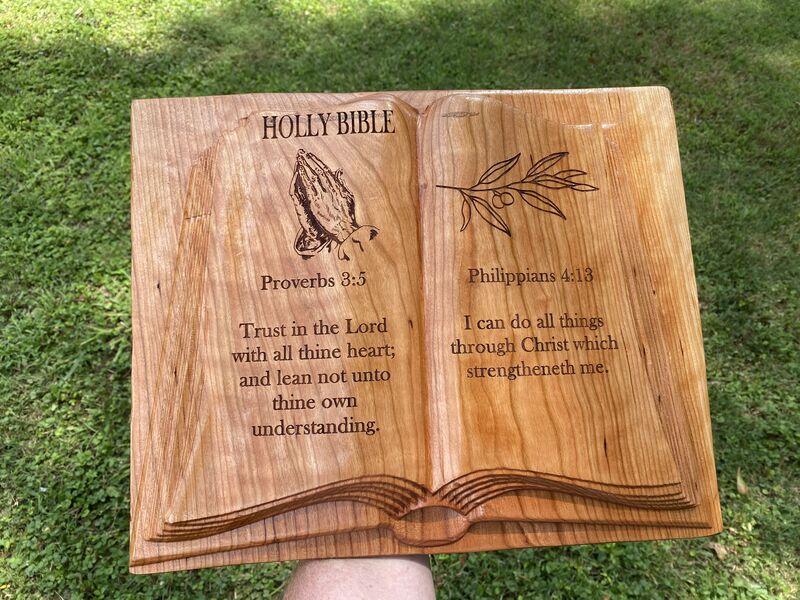 HOLLY BIBLE
Proverbs 3:5
Trust in the Lord
with all thine heart;
and lean not unto
thine own
understanding.
Philippians 4:13
I can do all things
through Christ which
strengtheneth me.